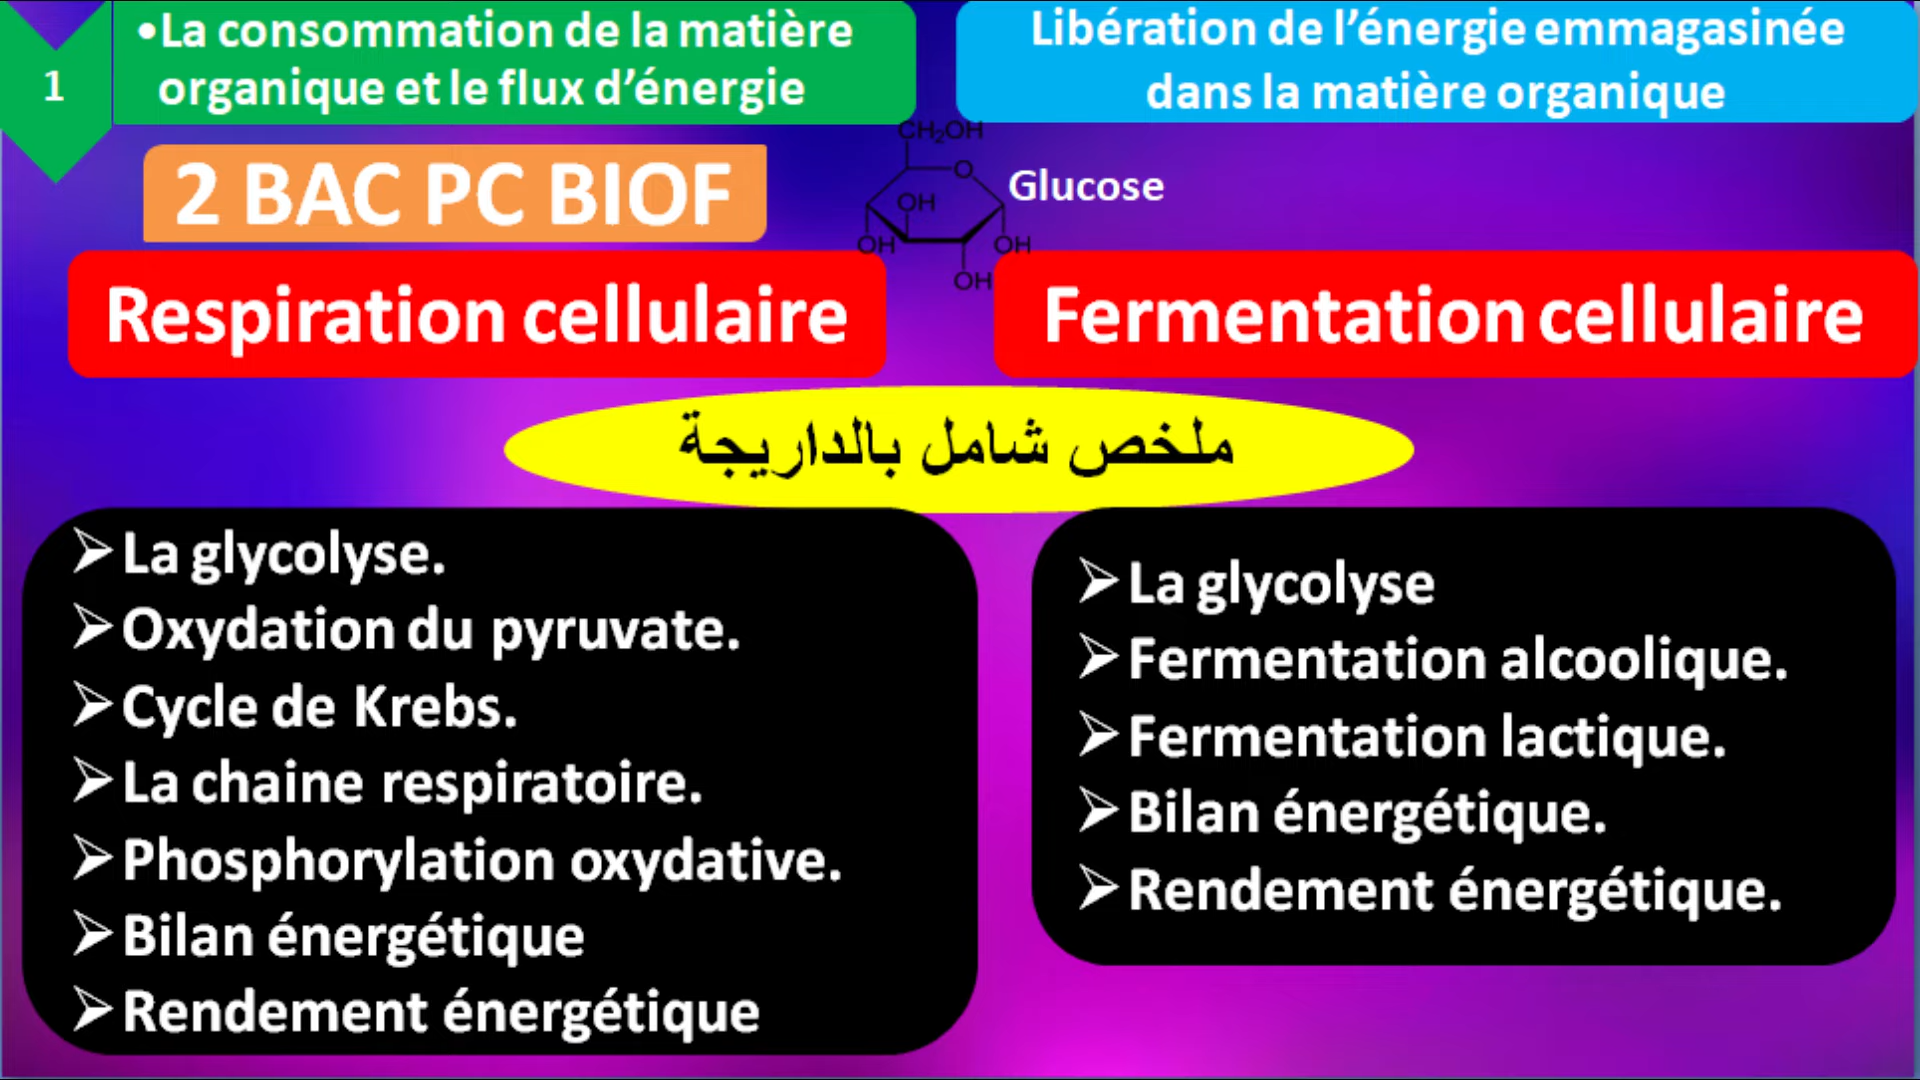 1
•La consommation de la matière
organique et le flux d’énergie
Libération de l’énergie emmagasinée
dans la matière organique
2 BAC PC BIOF
CH₂OH
O
OH
OH
OH
OH
Glucose
Respiration cellulaire
Fermentation cellulaire
ملخص شامل بالداريجة
➢La glycolyse.
➢Oxydation du pyruvate.
➢Cycle de Krebs.
➢La chaine respiratoire.
➢Phosphorylation oxydative.
➢Bilan énergétique
➢Rendement énergétique
➢La glycolyse
➢Fermentation alcoolique.
➢Fermentation lactique.
➢Bilan énergétique.
➢Rendement énergétique.